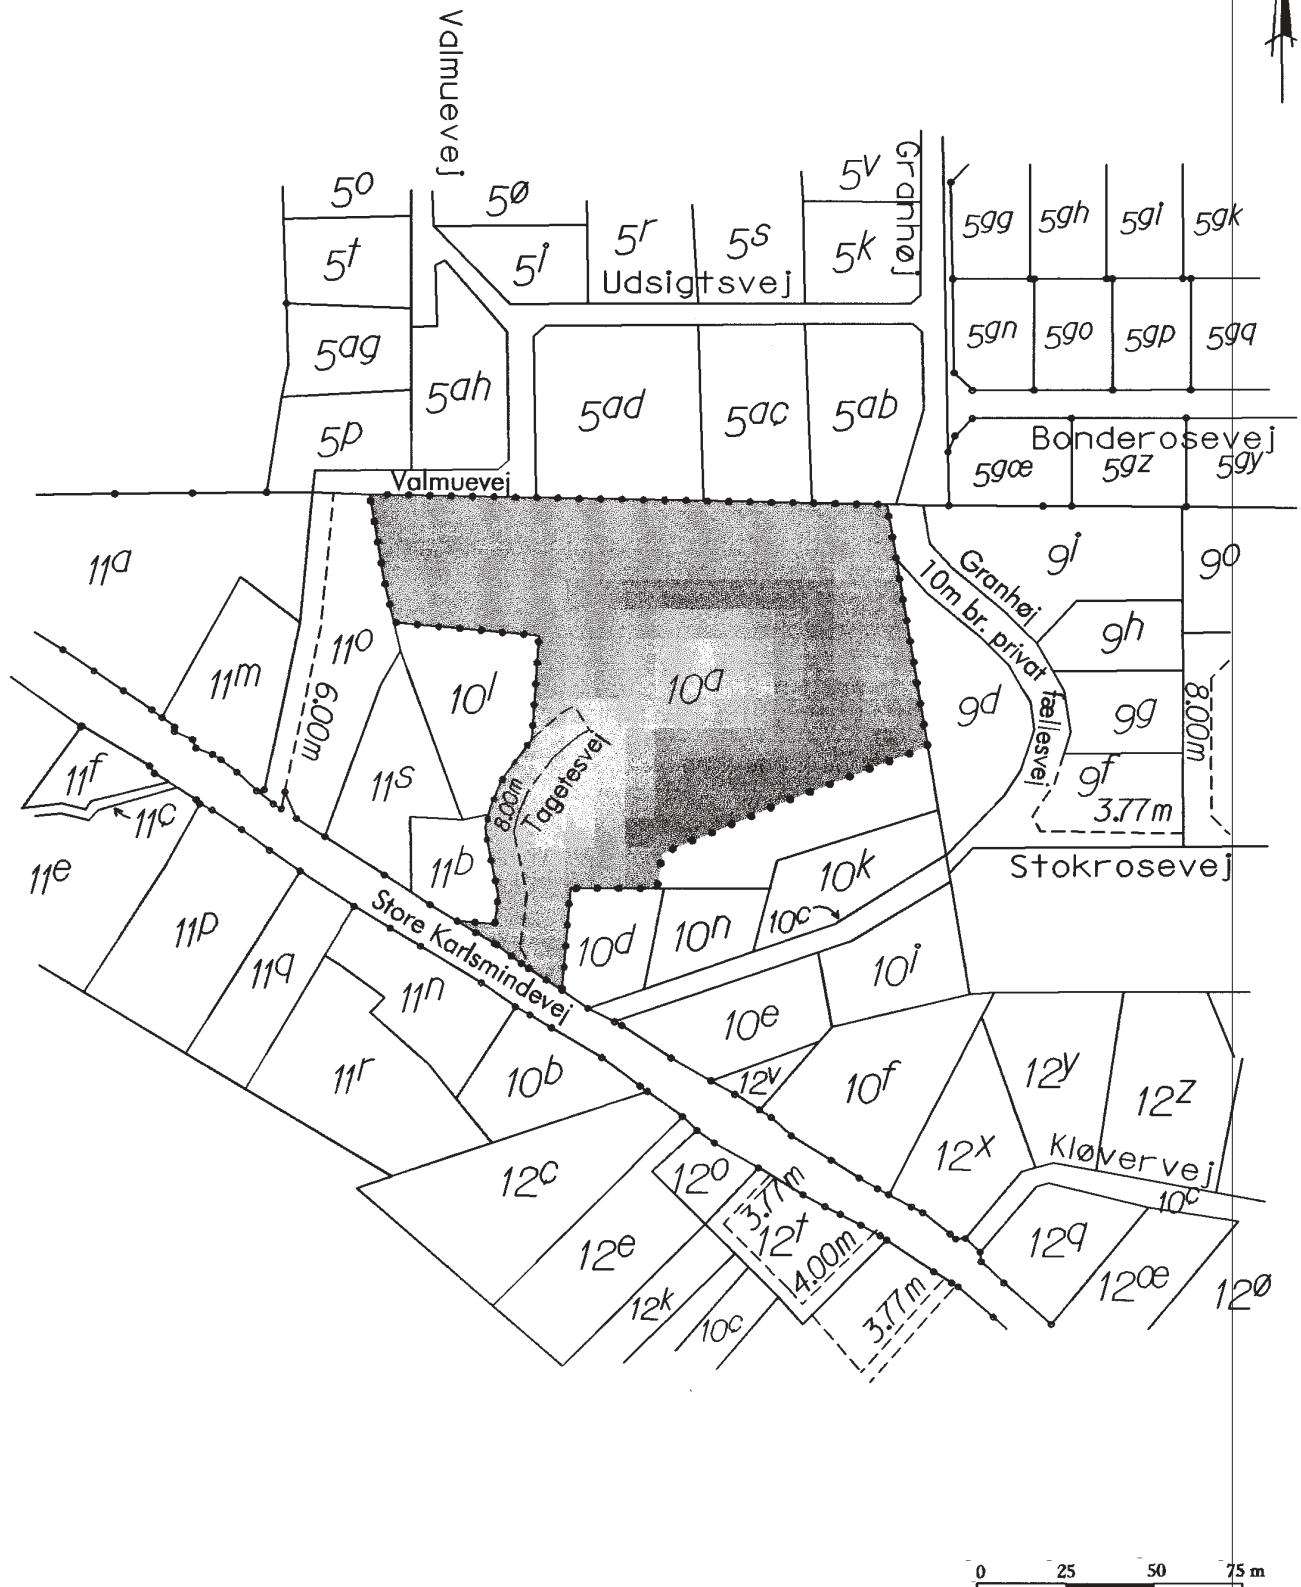 Valmuevej
5o
5ø
5v
Granhøj
5t
5i
5r
5s
5k
5gg
5gh
5gi
5gk
Udsigtsvej
5ag
5ah
5ad
5aç
5ab
5gn
5go
5gp
5gq
5p
Bonderosevej
Valmuevej
5gœ
5gz
5gy
11a
11o
9i
9o
Granhøj
10m br. privat fællesvej
11m
10l
10a
9d
9h
6.00m
9g
8.00m
11f
11s
8.00m
Tagetesvej
9f
3.77m
11ç
11e
11b
10k
Stokrosevej
11p
Store Karlsmindevej
10d
10n
10c
11q
11n
10i
10e
11r
10b
12v
10f
12y
12z
12ç
12o
12x
Kløvervej
3.77m
10c
12e
12t
4.00m
12q
12k
10c
3.77m
12œ
12ø
0 25 50 75 m